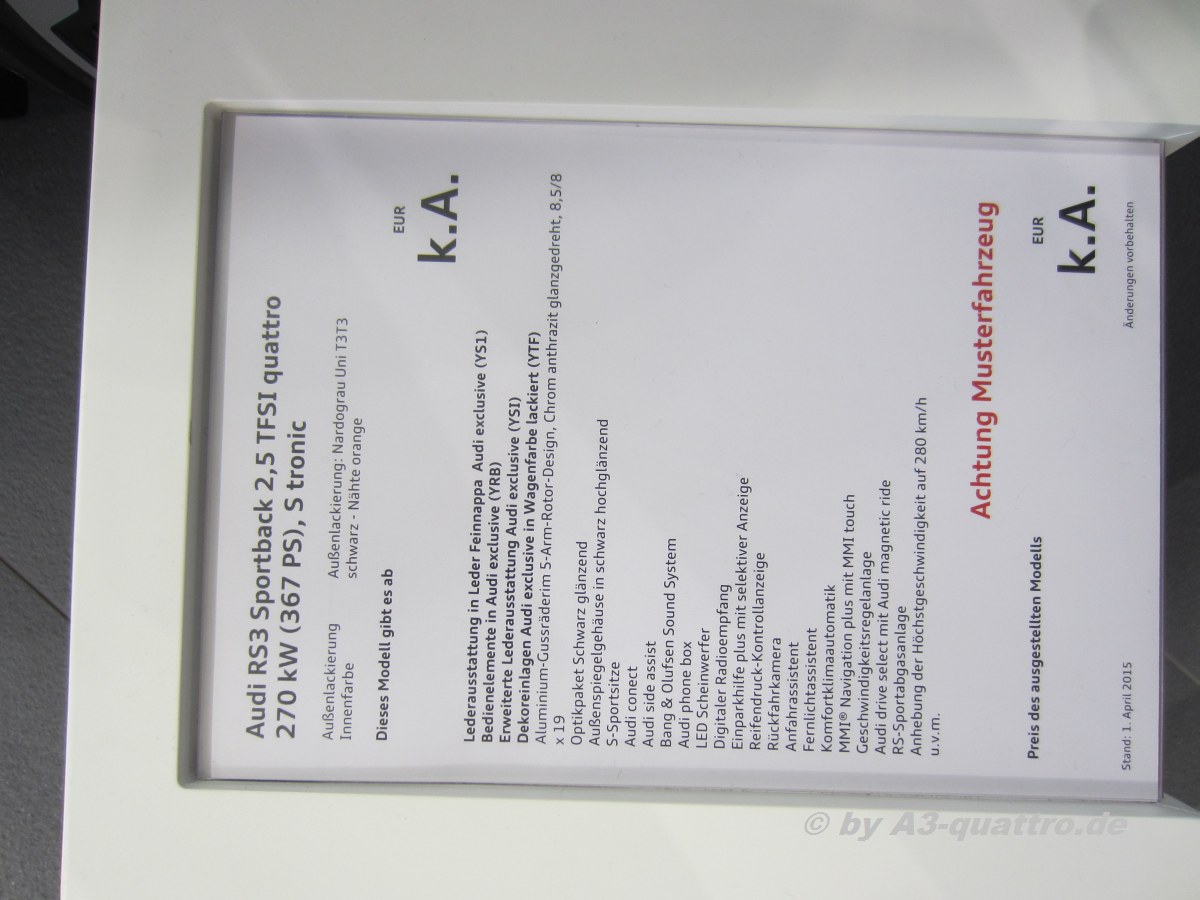 Audi RS3 Sportback 2,5 TFSI quattro
270 kW (367 PS), S tronic
Außenlackierung Außenlackierung: Nardograu Uni T3T3
Innenfarbe schwarz - Nähte orange
Dieses Modell gibt es ab
EUR
k.A.
Lederausstattung in Leder Feinnappa Audi exclusive (YS1)
Bedienelemente in Audi exclusive (YRB)
Erweiterte Lederausstattung Audi exclusive (YSI)
Dekoreinlagen Audi exclusive in Wagenfarbe lackiert (YTF)
Aluminium-Gussräderim 5-Arm-Rotor-Design, Chrom anthrazit glanzgedreht, 8,5/8
x 19
Optikpaket Schwarz glänzend
Außenspiegelgehäuse in schwarz hochglänzend
S-Sportsitze
Audi conect
Audi side assist
Bang & Olufsen Sound System
Audi phone box
LED Scheinwerfer
Digitaler Radioempfang
Einparkhilfe plus mit selektiver Anzeige
Reifendruck-Kontrollanzeige
Rückfahrkamera
Anfahrassistent
Fernlichtassistent
Komfortklimaautomatik
MMI® Navigation plus mit MMI touch
Geschwindigkeitsregelanlage
Audi drive select mit Audi magnetic ride
RS-Sportabgasanlage
Anhebung der Höchstgeschwindigkeit auf 280 km/h
u.v.m.
Achtung Musterfahrzeug
Preis des ausgestellten Modells
EUR
k.A.
Stand: 1. April 2015 Änderungen vorbehalten
© by A3-quattro.de